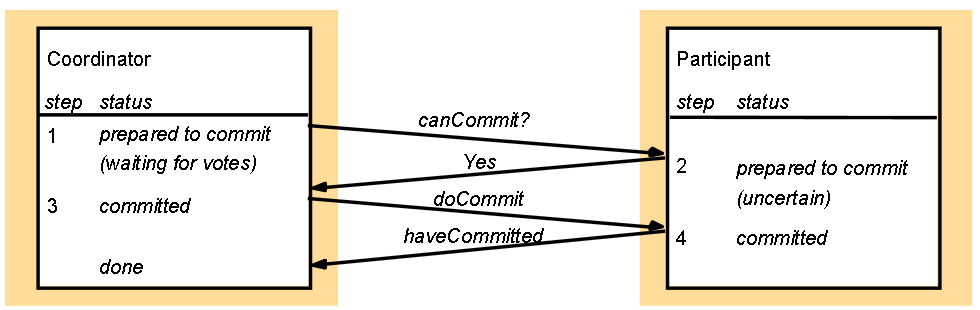 Coordinator
step status
1 prepared to commit
(waiting for votes)
3 committed
done
canCommit?
Yes
doCommit
haveCommitted
Participant
step status
2 prepared to commit
(uncertain)
4 committed